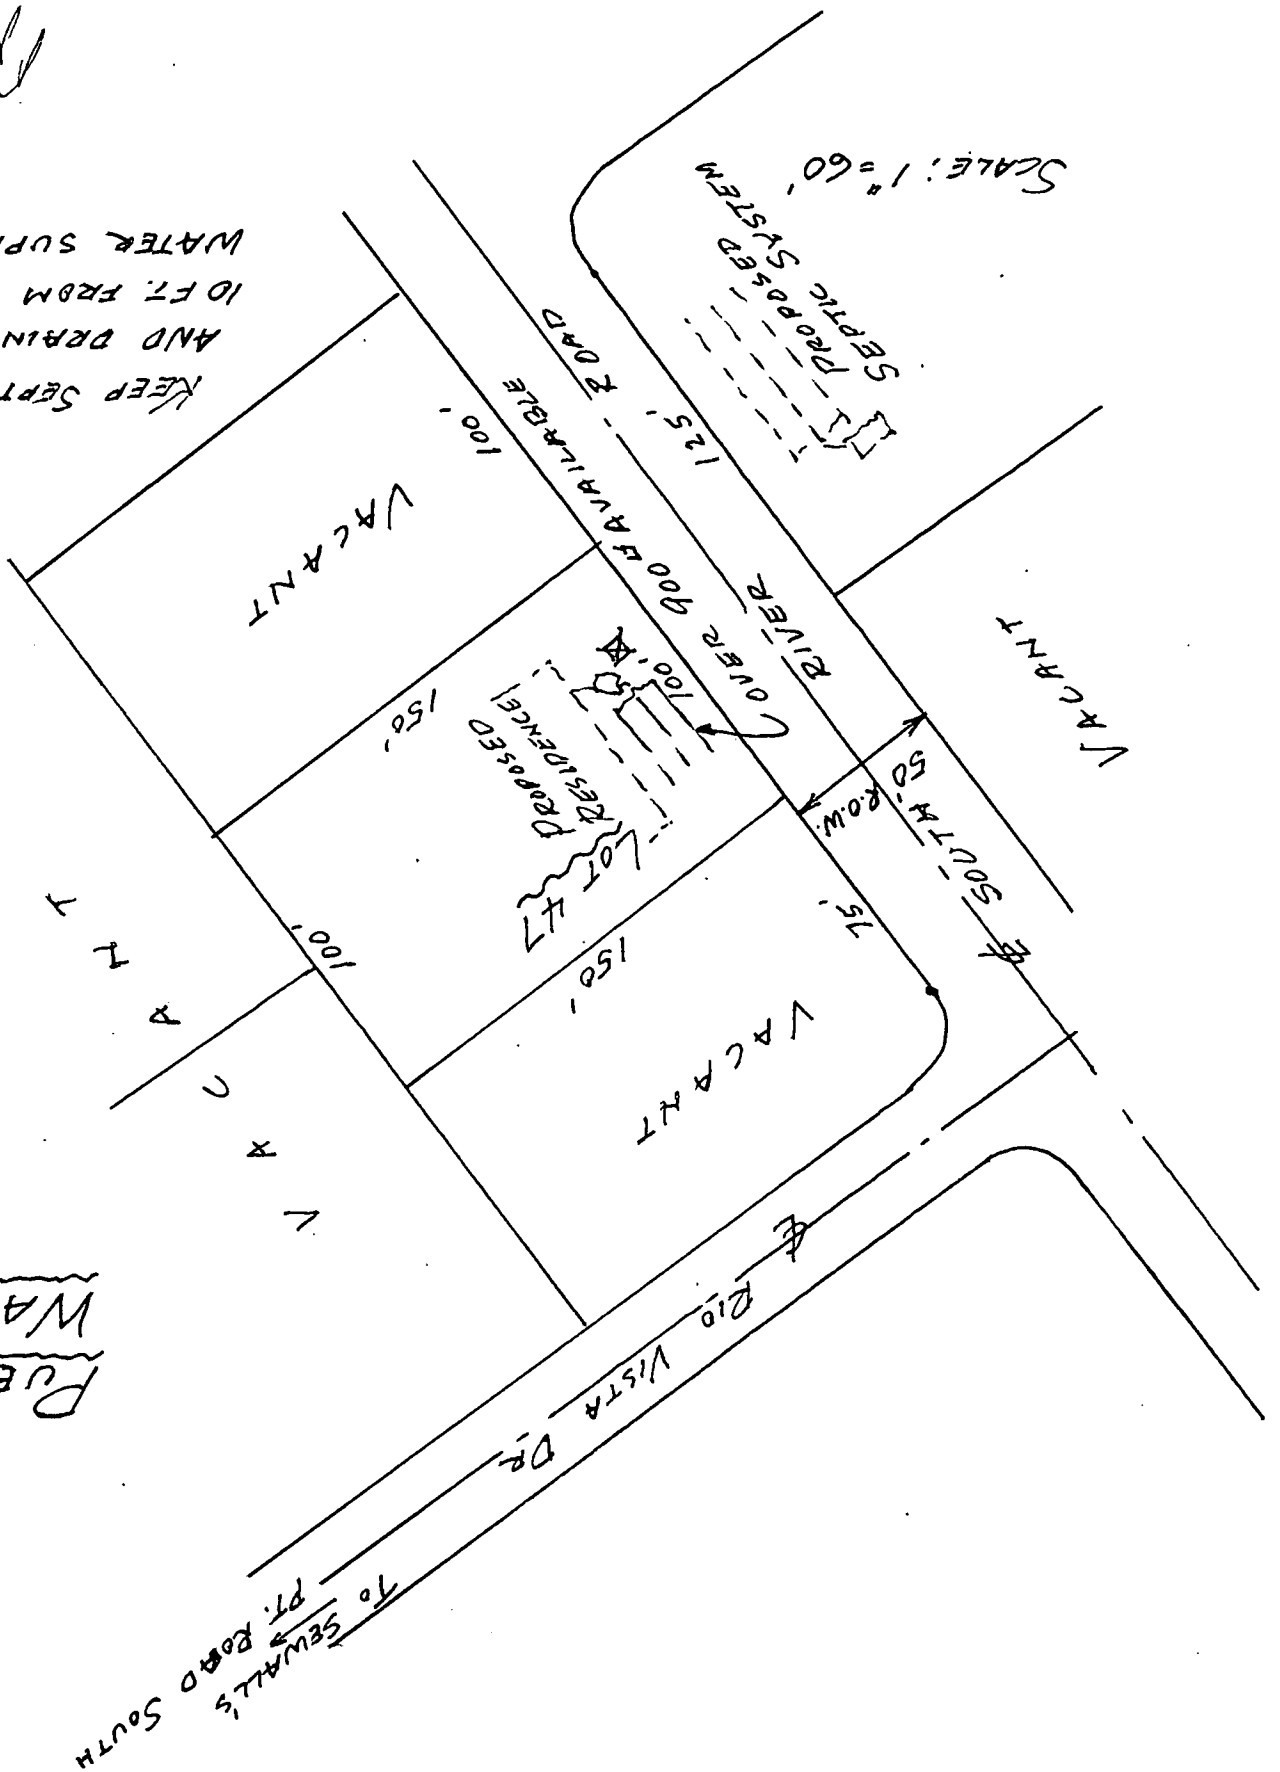 TO SEWALL'S
PT. ROAD SOUTH
RIO VISTA DR.
℄
PUB
WA
VACANT
VACANT
75'
150'
100'
LOT 47
PROPOSED
RESIDENCE
150'
100'
OVER 900 # AVAILABLE
℄ SOUTH RIVER ROAD
50'
R.O.W.
VACANT
VACANT
100'
125'
KEEP SEPT
AND DRAIN
10 FT. FROM
WATER SUP
PROPOSED
SEPTIC SYSTEM
SCALE: 1"=60'